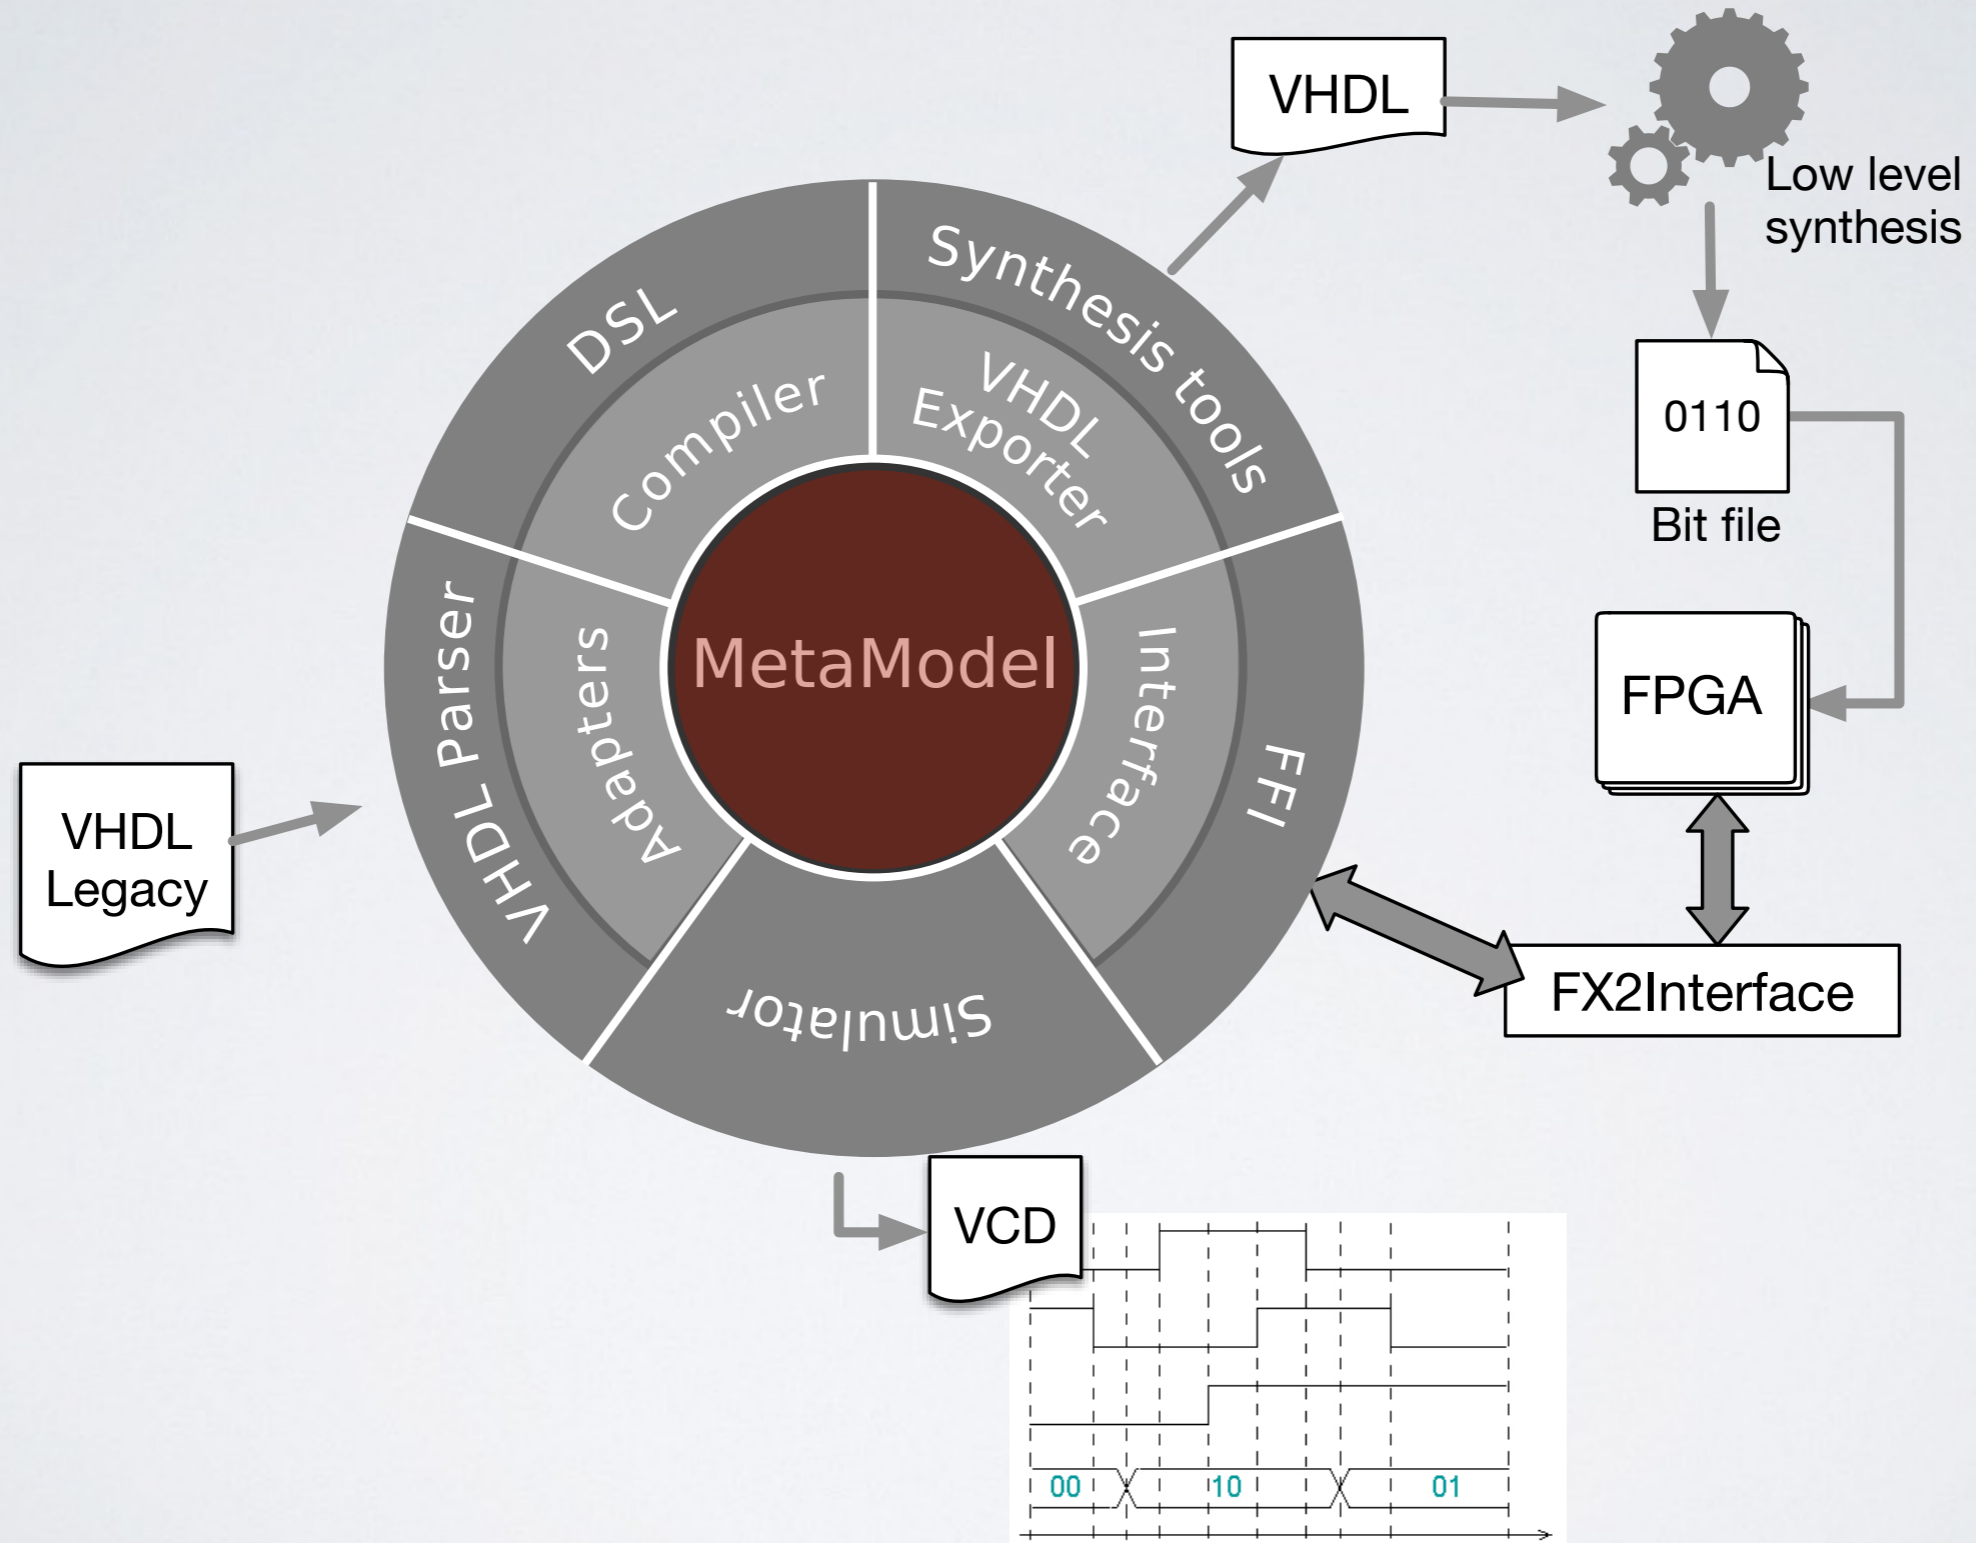 VHDL
Low level
synthesis
DSL
Synthesis tools
Compiler
VHDL
Exporter
0110
Bit file
VHDL Parser
Adapters
MetaModel
Interface
FFI
FPGA
VHDL
Legacy
FX2Interface
Simulator
VCD
00
10
01